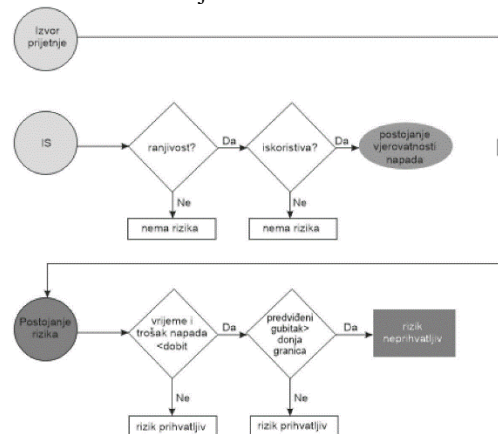 Izvor
prijetnje
IS
ranjivost?
Da
iskoristiva?
Da
postojanje
vjerovatnosti
napada
Ne
Ne
nema rizika
nema rizika
Postojanje
rizika
vrijeme i
trošak napada
<dobit
Da
predviđeni
gubitak>
donja
granica
Da
rizik
neprihvatljiv
Ne
Ne
rizik prihvatljiv
rizik prihvatljiv